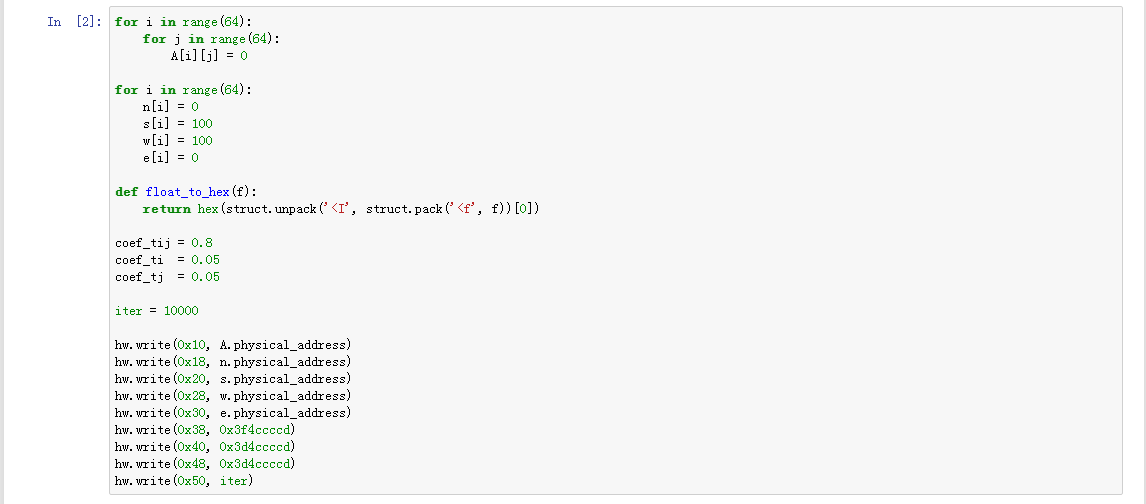 In [2]: for i in range(64):
    for j in range(64):
        A[i][j] = 0

for i in range(64):
    n[i] = 0
    s[i] = 100
    w[i] = 100
    e[i] = 0

def float_to_hex(f):
    return hex(struct.unpack('<I', struct.pack('<f', f))[0])

coef_tij = 0.8
coef_ti  = 0.05
coef_tj  = 0.05

iter = 10000

hw.write(0x10, A.physical_address)
hw.write(0x18, n.physical_address)
hw.write(0x20, s.physical_address)
hw.write(0x28, w.physical_address)
hw.write(0x30, e.physical_address)
hw.write(0x38, 0x3f4ccccd)
hw.write(0x40, 0x3d4ccccd)
hw.write(0x48, 0x3d4ccccd)
hw.write(0x50, iter)